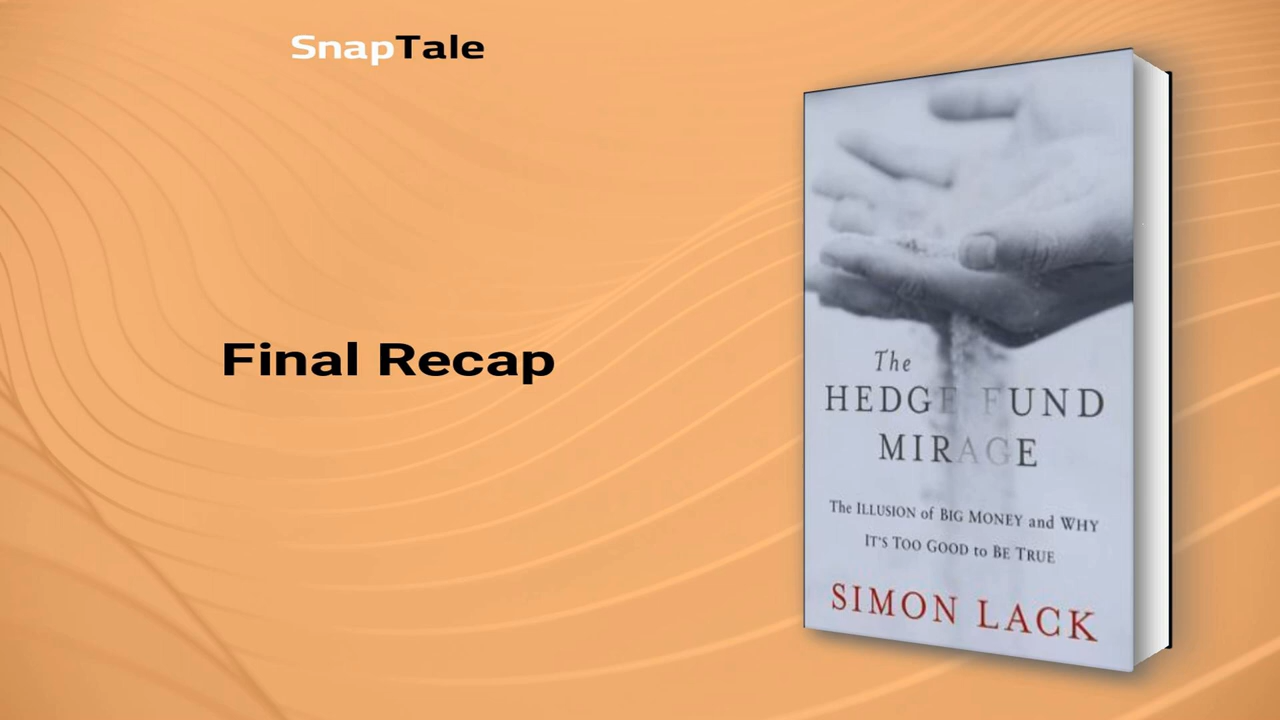 SnapTale
Final Recap
The
HEDGE FUND
MIRAGE
The ILLUSION of BIG MONEY and WHY
IT'S TOO GOOD to BE TRUE
SIMON LACK